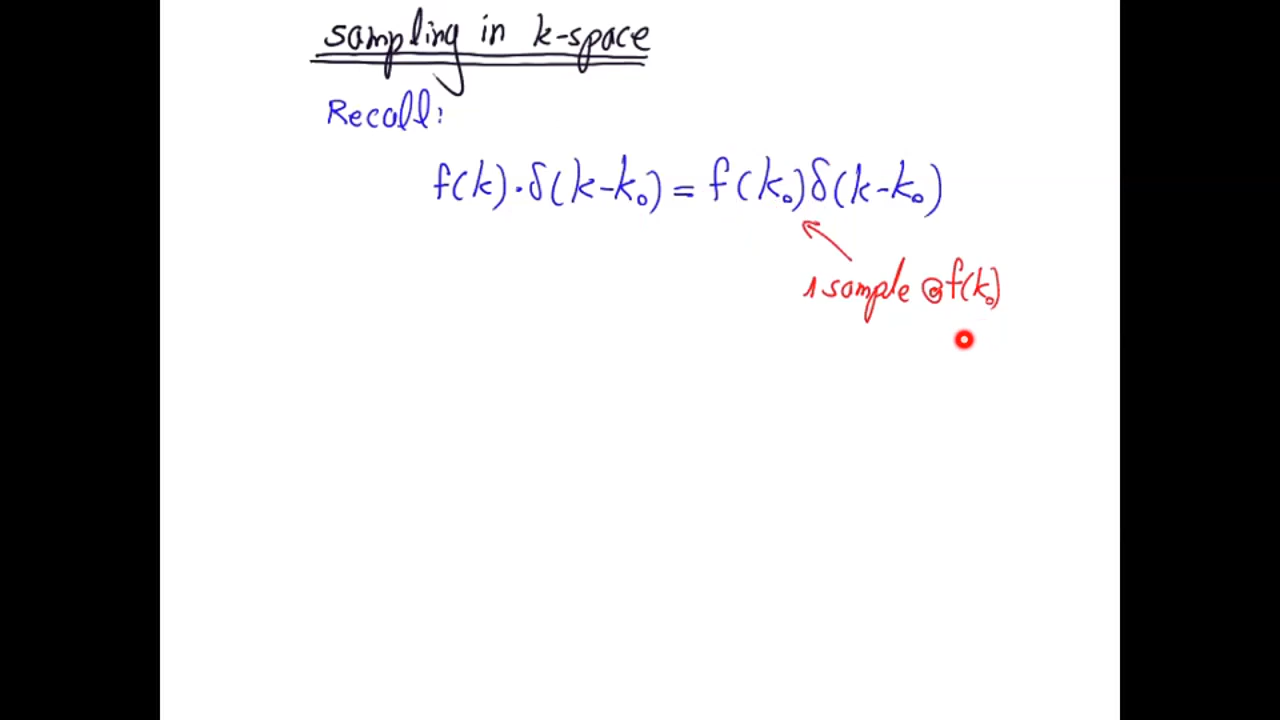 sampling in k-space
Recall:
f(k)·δ(k-k₀) = f(k₀)δ(k-k₀)
1 sample @ f(k₀)